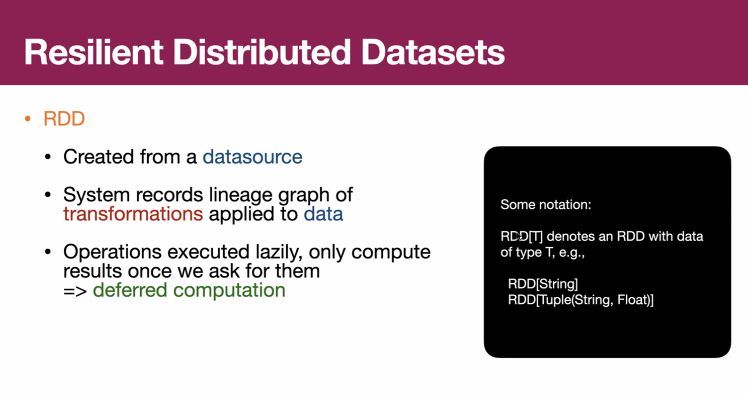 Resilient Distributed Datasets
• RDD
• Created from a datasource
• System records lineage graph of
transformations applied to data
• Operations executed lazily, only compute
results once we ask for them
=> deferred computation
Some notation:
RDD[T] denotes an RDD with data
of type T, e.g.,
RDD[String]
RDD[Tuple(String, Float)]